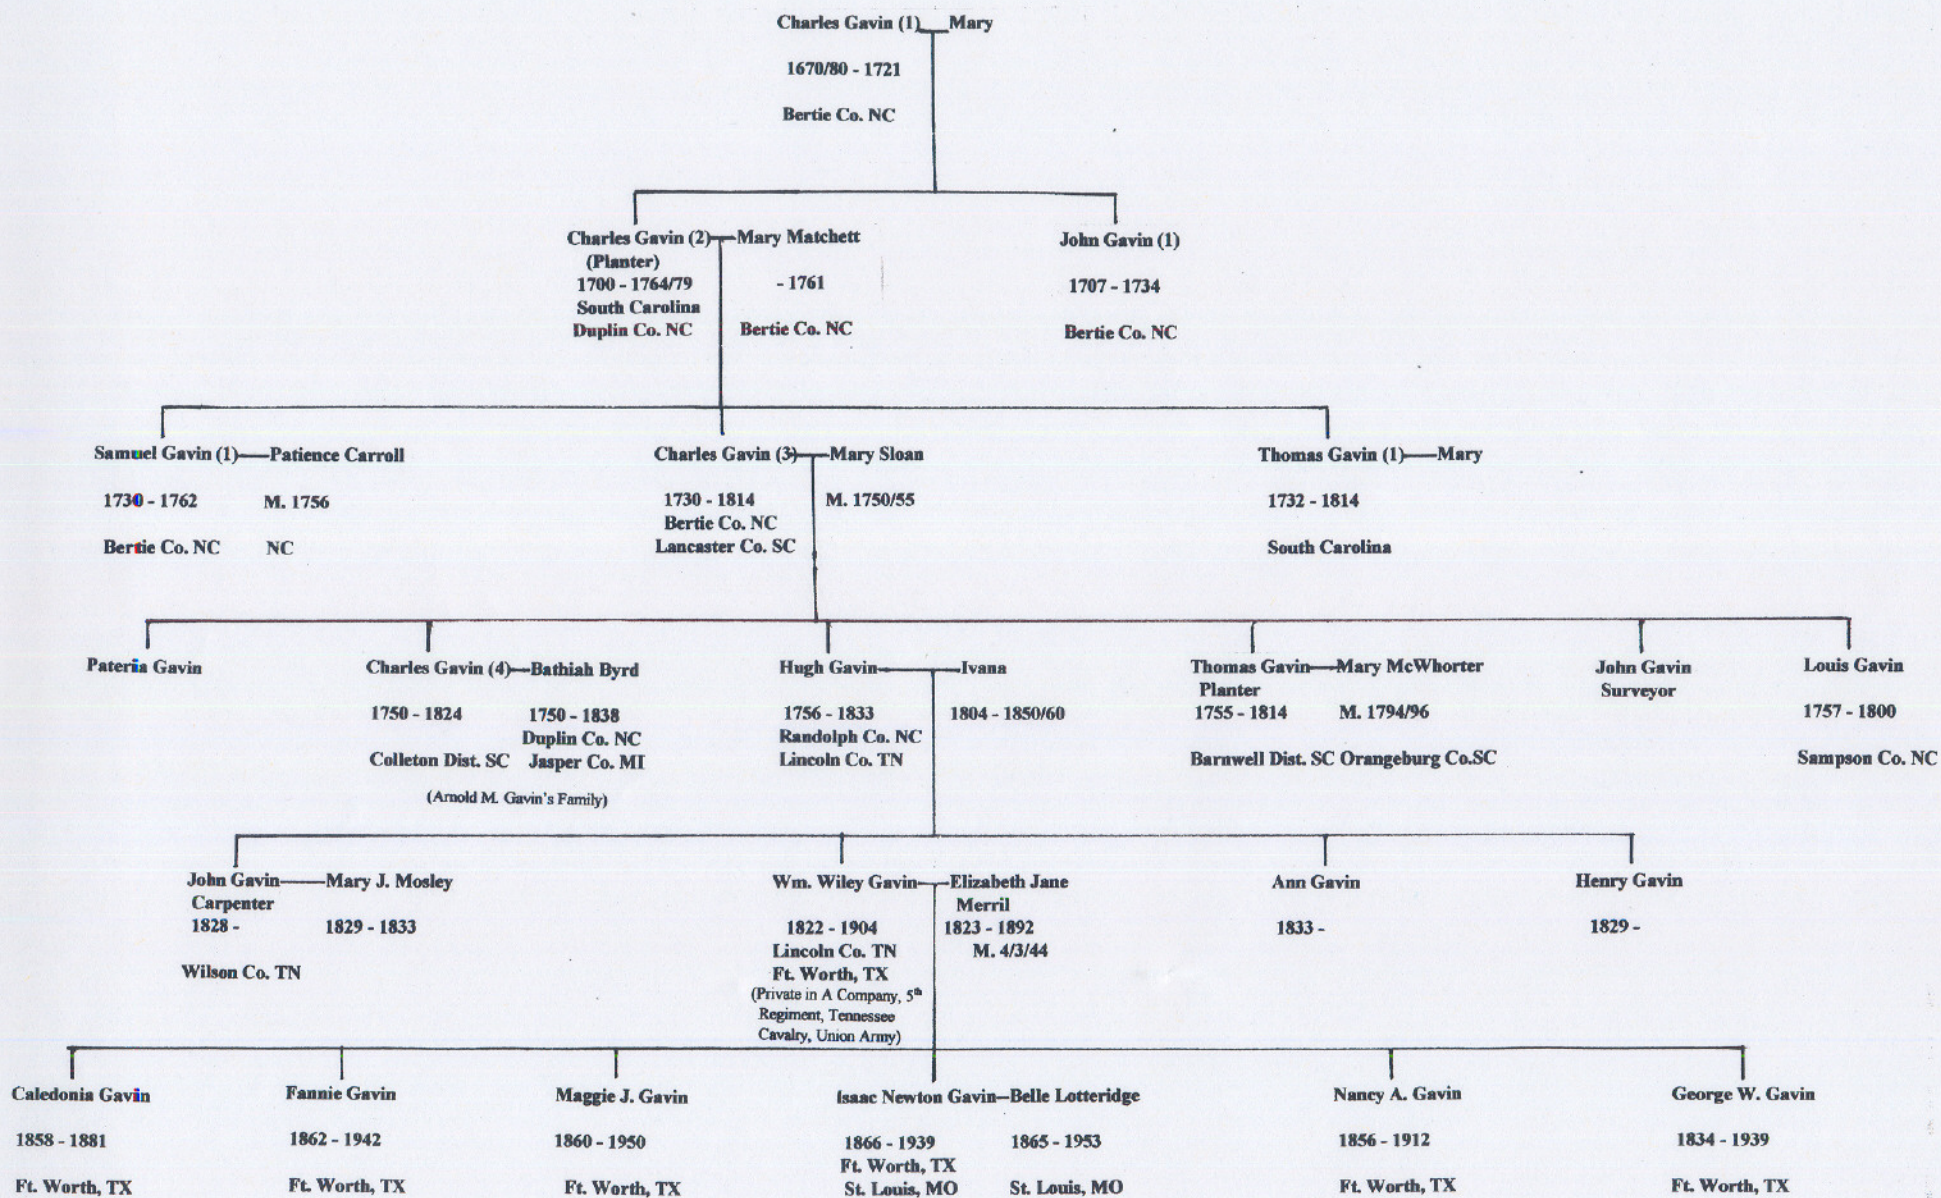 Charles Gavin (1) Mary
1670/80 - 1721
Bertie Co. NC
Charles Gavin (2) Mary Matchett John Gavin (1)
(Planter)
1700 - 1764/79 - 1761 1707 - 1734
South Carolina
Duplin Co. NC Bertie Co. NC Bertie Co. NC
Samuel Gavin (1) Patience Carroll Charles Gavin (3) Mary Sloan Thomas Gavin (1) Mary
1730 - 1762 M. 1756 1730 - 1814 M. 1750/55 1732 - 1814
Bertie Co. NC
Bertie Co. NC NC Lancaster Co. SC South Carolina
Pateria Gavin Charles Gavin (4) Bathiah Byrd Hugh Gavin Ivana Thomas Gavin Mary McWhorter John Gavin Louis Gavin
Planter Surveyor
1750 - 1824 1750 - 1838 1756 - 1833 1804 - 1850/60 1755 - 1814 M. 1794/96 1757 - 1800
Duplin Co. NC Randolph Co. NC
Colleton Dist. SC Jasper Co. MI Lincoln Co. TN Barnwell Dist. SC Orangeburg Co.SC Sampson Co. NC
(Arnold M. Gavin's Family)
John Gavin Mary J. Mosley Wm. Wiley Gavin Elizabeth Jane Ann Gavin Henry Gavin
Carpenter Merril
1828 - 1829 - 1833 1822 - 1904 1823 - 1892 1833 - 1829 -
Lincoln Co. TN M. 4/3/44
Wilson Co. TN Ft. Worth, TX
(Private in A Company, 5th
Regiment, Tennessee
Cavalry, Union Army)
Caledonia Gavin Fannie Gavin Maggie J. Gavin Isaac Newton Gavin Belle Lotteridge Nancy A. Gavin George W. Gavin
1858 - 1881 1862 - 1942 1860 - 1950 1866 - 1939 1865 - 1953 1856 - 1912 1834 - 1939
Ft. Worth, TX
Ft. Worth, TX Ft. Worth, TX Ft. Worth, TX St. Louis, MO St. Louis, MO Ft. Worth, TX Ft. Worth, TX